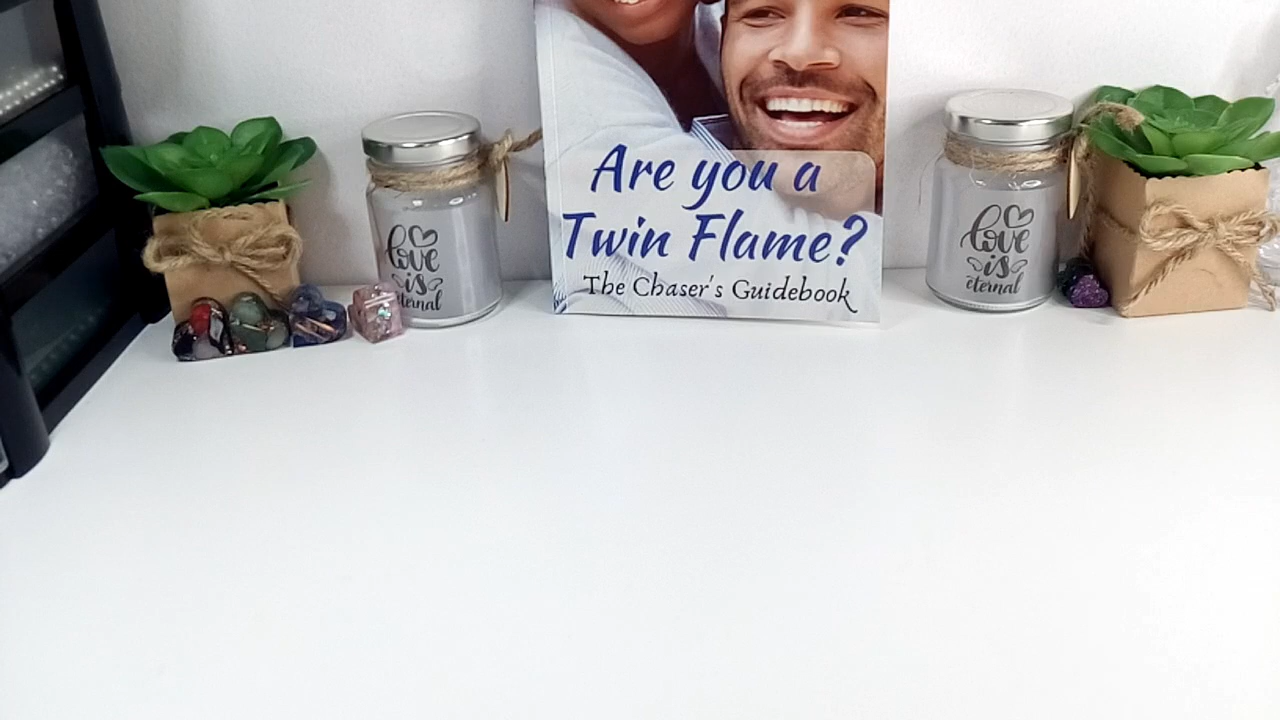 Are you a
Twin Flame?
The Chaser's Guidebook
love
is
eternal
love
is
eternal